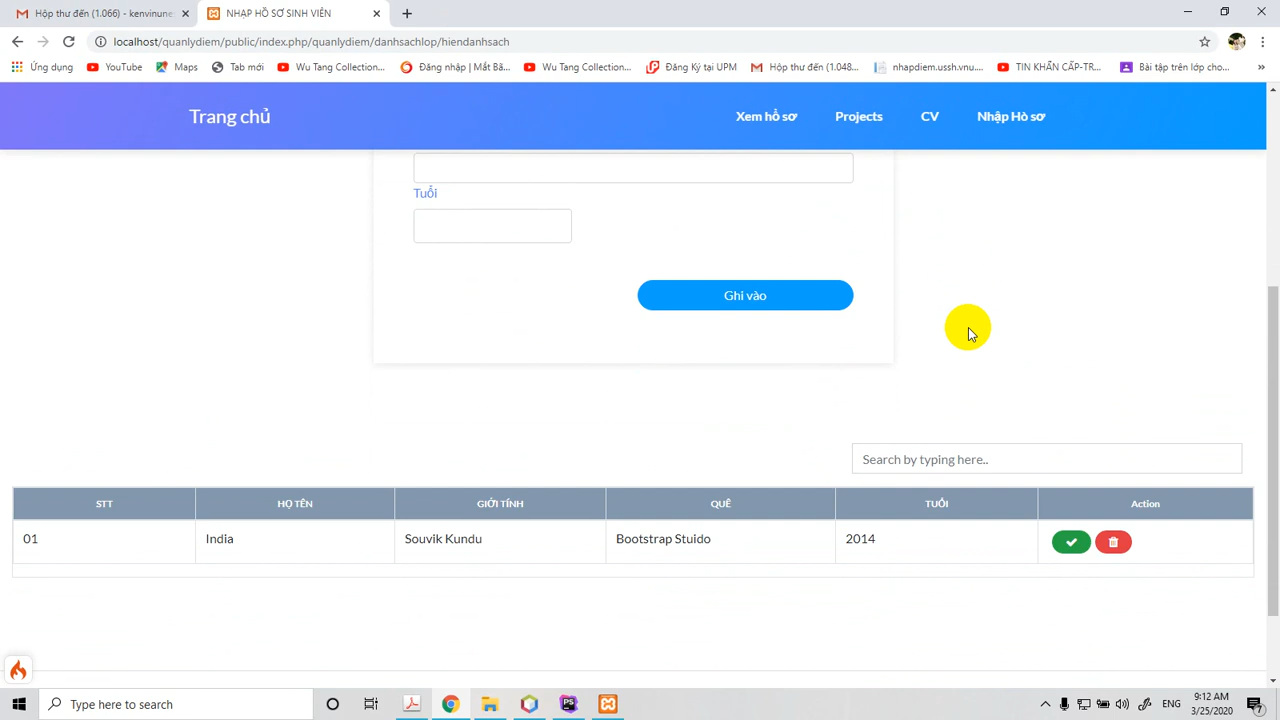 Hộp thư đến (1.066) - kenvinune
NHẬP HỒ SƠ SINH VIÊN
localhost/quanlydiem/public/index.php/quanlydiem/danhsachlop/hiendanhsach
Ứng dụng YouTube Maps Tab mới Wu Tang Collection... Đăng nhập | Mắt Bã... Wu Tang Collection... Đăng Ký tại UPM Hộp thư đến (1.048... nhapdiem.ussh.vnu.... TIN KHẨN CẤP-TR... Bài tập trên lớp cho... »
Trang chủ Xem hồ sơ Projects CV Nhập Hò sơ
Tuổi
Ghi vào
Search by typing here..
STT HỌ TÊN GIỚI TÍNH QUÊ TUỔI Action
01 India Souvik Kundu Bootstrap Stuido 2014
Type here to search
ENG
9:12 AM
3/25/2020
7